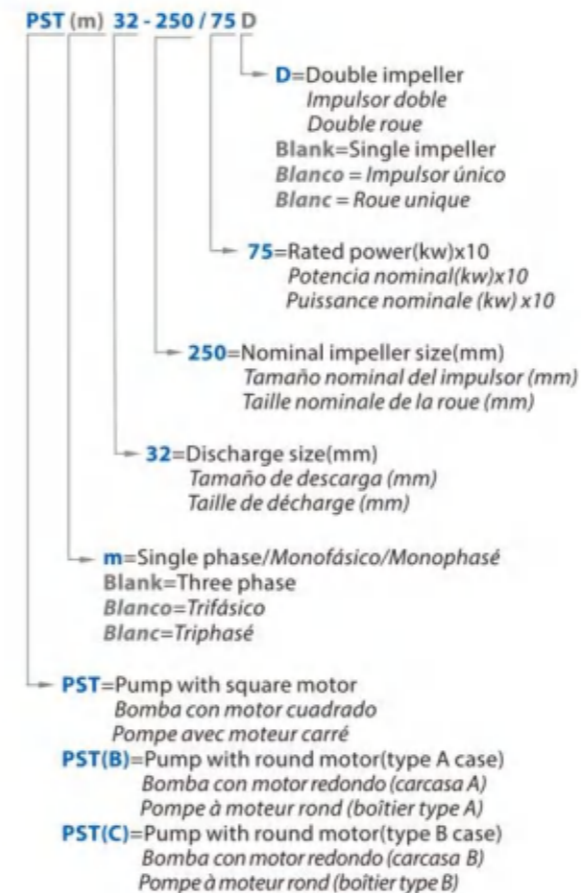 PST (m) 32 - 250 / 75 D
D=Double impeller
Impulsor doble
Double roue
Blank=Single impeller
Blanco = Impulsor único
Blanc = Roue unique
75=Rated power(kw)x10
Potencia nominal(kw)x10
Puissance nominale (kw) x10
250=Nominal impeller size(mm)
Tamaño nominal del impulsor (mm)
Taille nominale de la roue (mm)
32=Discharge size(mm)
Tamaño de descarga (mm)
Taille de décharge (mm)
m=Single phase/Monofásico/Monophasé
Blank=Three phase
Blanco=Trifásico
Blanc=Triphasé
PST=Pump with square motor
Bomba con motor cuadrado
Pompe avec moteur carré
PST(B)=Pump with round motor(type A case)
Bomba con motor redondo (carcasa A)
Pompe à moteur rond (boîtier type A)
PST(C)=Pump with round motor(type B case)
Bomba con motor redondo (carcasa B)
Pompe à moteur rond (boîtier type B)